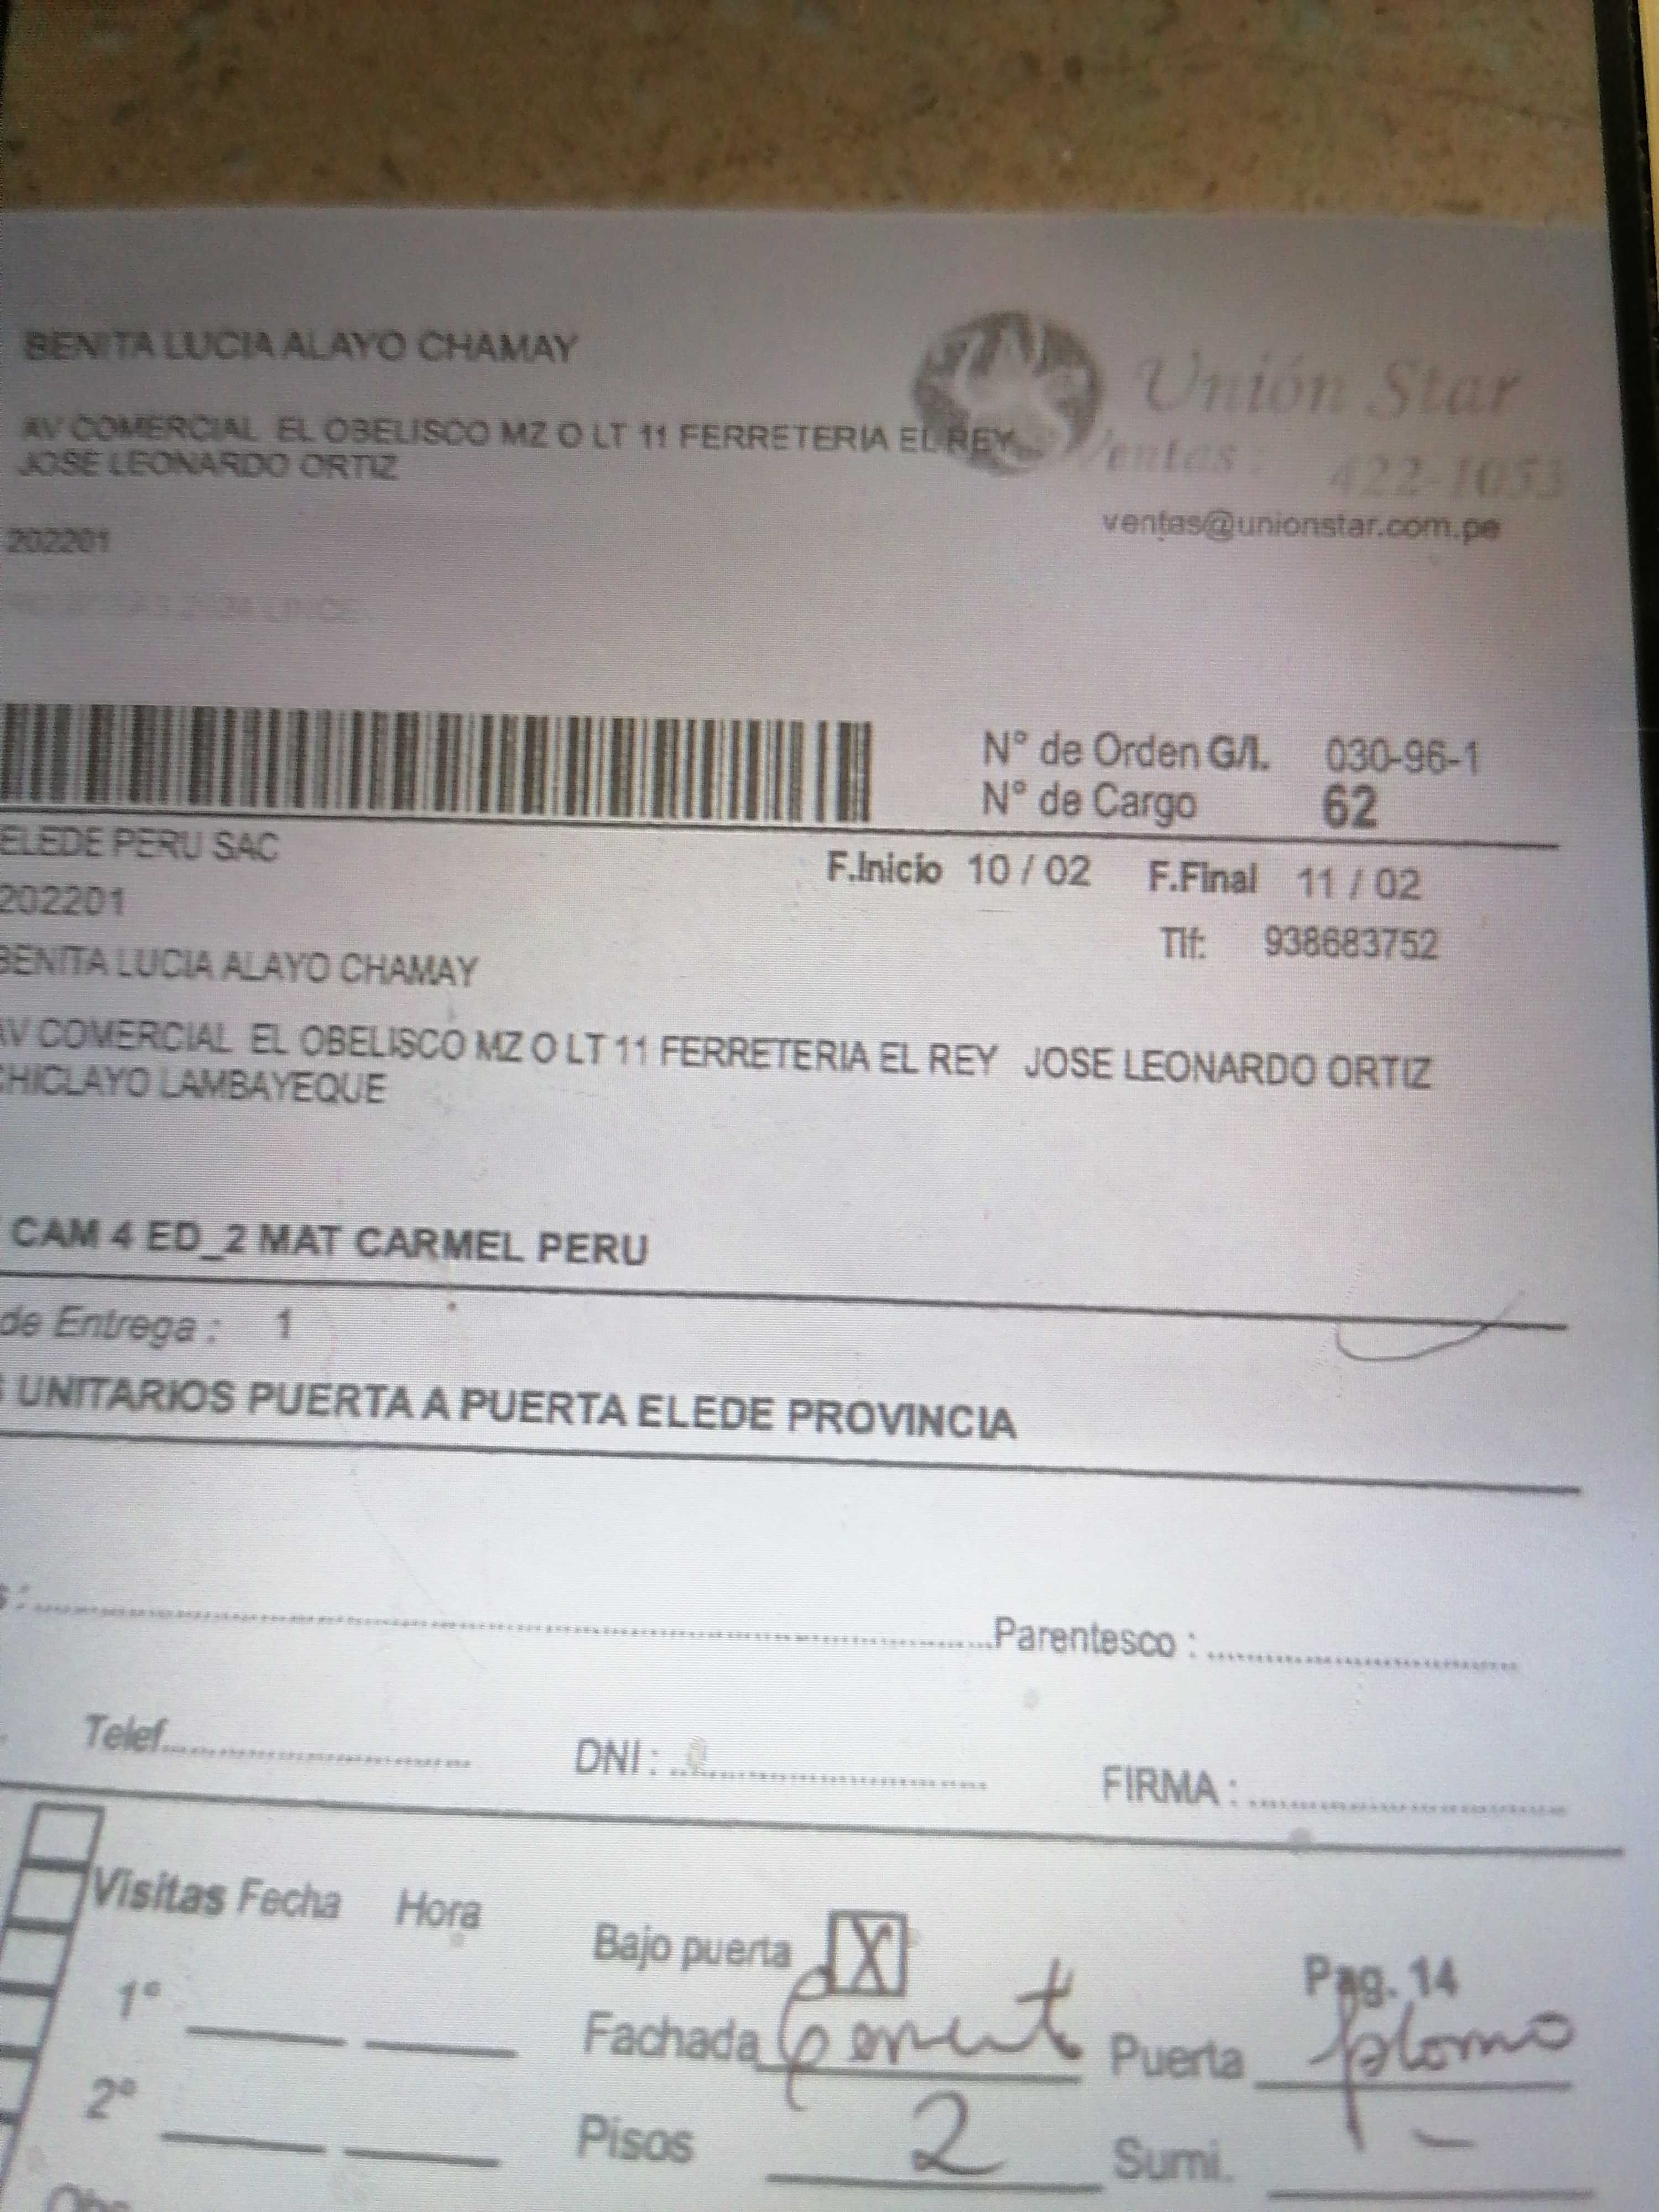 BENITA LUCIA ALAYO CHAMAY
Unión Star
AV COMERCIAL EL OBELISCO MZ O LT 11 FERRETERIA EL REY
JOSE LEONARDO ORTIZ
Ventas: 422-1053
ventas@unionstar.com.pe
202201
N° de Orden G/I. 030-96-1
N° de Cargo 62
ELEDE PERU SAC
F.Inicio 10 / 02 F.Final 11 / 02
202201
Tlf: 938683752
BENITA LUCIA ALAYO CHAMAY
AV COMERCIAL EL OBELISCO MZ O LT 11 FERRETERIA EL REY JOSE LEONARDO ORTIZ
CHICLAYO LAMBAYEQUE
CAM 4 ED_2 MAT CARMEL PERU
de Entrega : 1
UNITARIOS PUERTA A PUERTA ELEDE PROVINCIA
Parentesco :
Telef. DNI : FIRMA :
Visitas Fecha Hora
Bajo puerta X Pag. 14
1° Fachada Puerta plomo
2° Pisos 2 Sumi. -
Obs